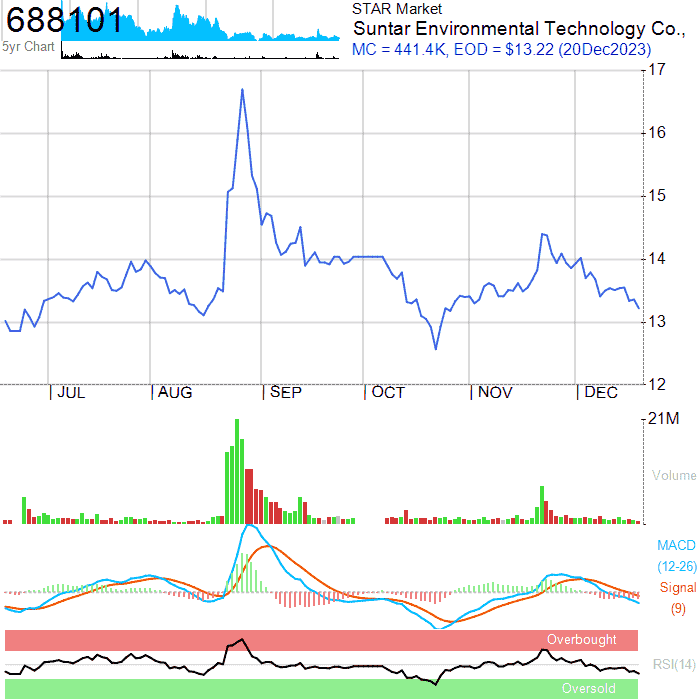 688101
5yr Chart
STAR Market
Suntar Environmental Technology Co.,
MC = 441.4K, EOD = $13.22 (20Dec2023)
17
16
15
14
13
12
JUL AUG SEP OCT NOV DEC
21M
Volume
MACD
(12-26)
Signal
(9)
Overbought
RSI(14)
Oversold